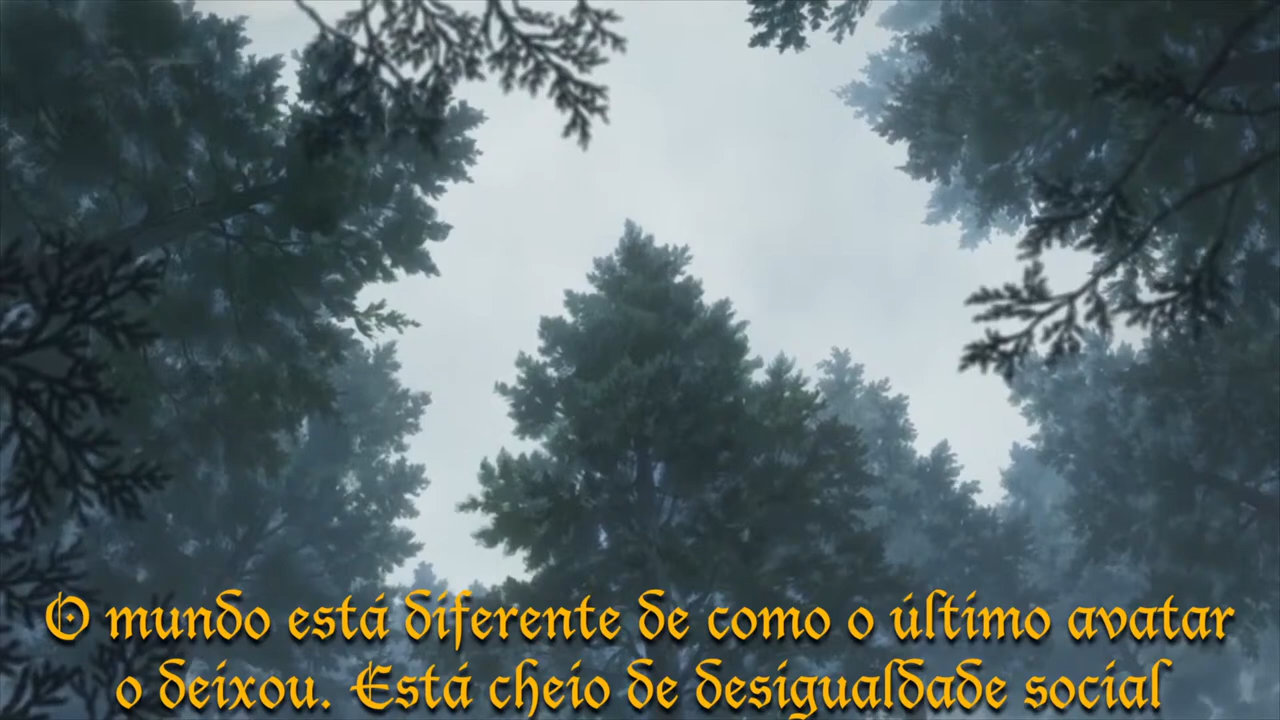 O mundo está diferente de como o último avatar
o deixou. Está cheio de desigualdade social